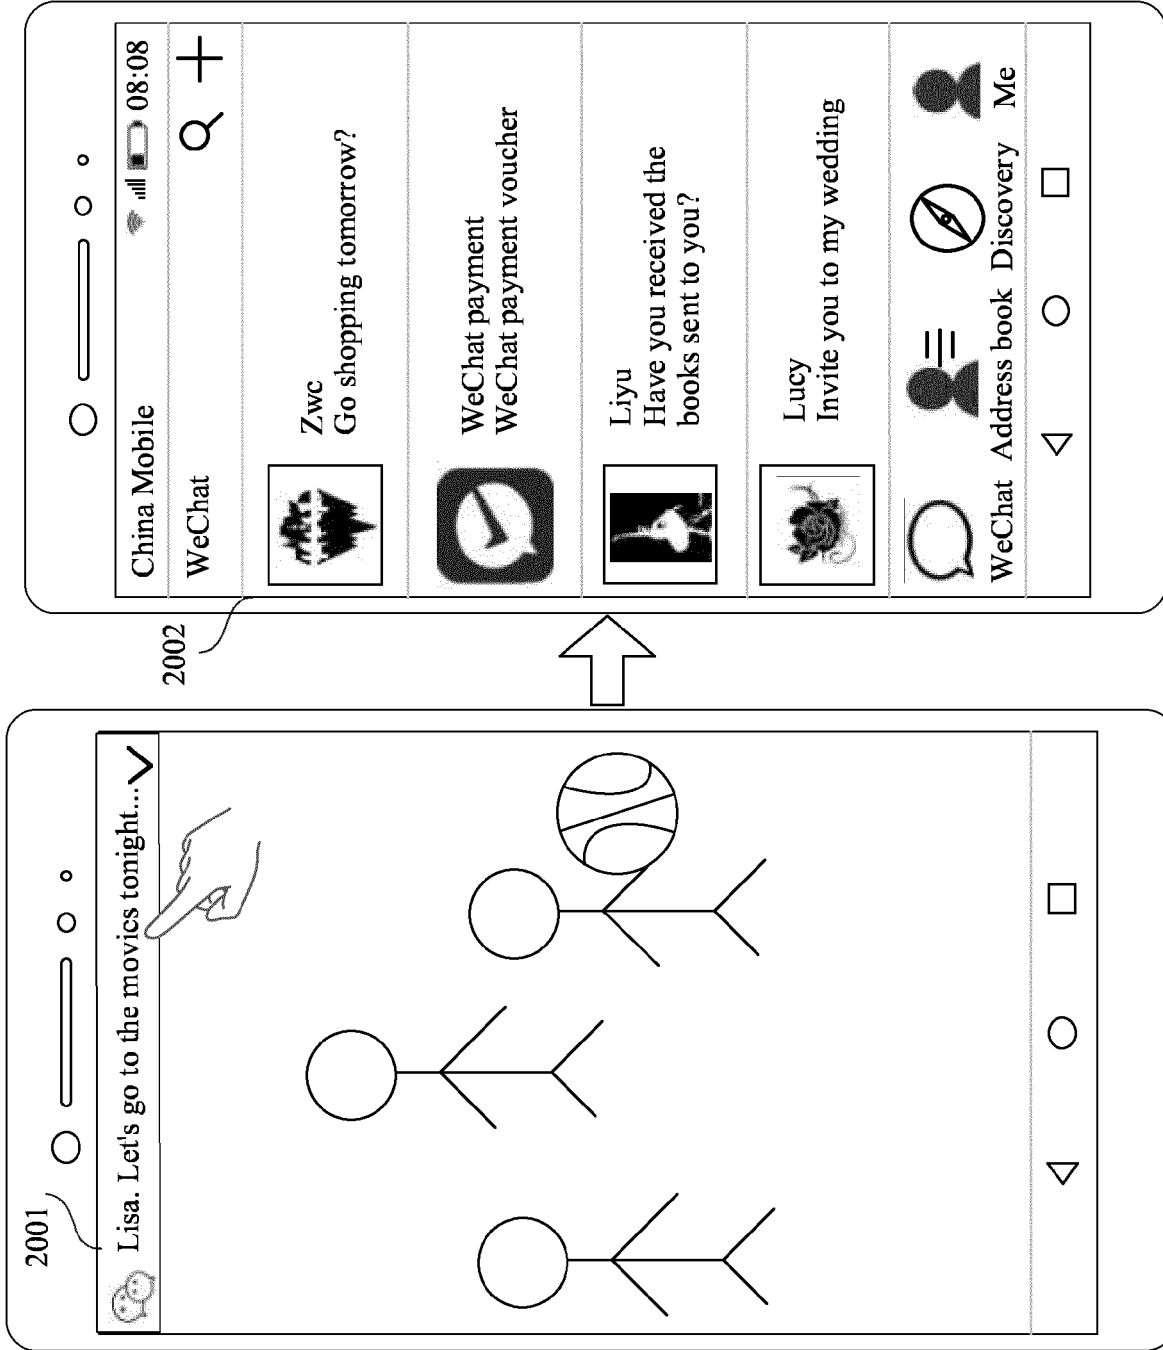 2001
Lisa. Let's go to the movics tonight...
2002
China Mobile 08:08
WeChat
Zwc
Go shopping tomorrow?
WeChat payment
WeChat payment voucher
Liyu
Have you received the
books sent to you?
Lucy
Invite you to my wedding
WeChat Address book Discovery Me